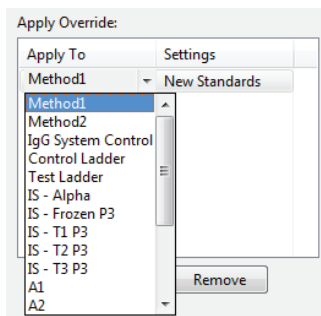 Apply Override:
Apply To Settings
Method1 New Standards
Method1
Method2
IgG System Control
Control Ladder
Test Ladder
IS - Alpha
IS - Frozen P3
IS - T1 P3
IS - T2 P3
IS - T3 P3
A1
A2
Remove